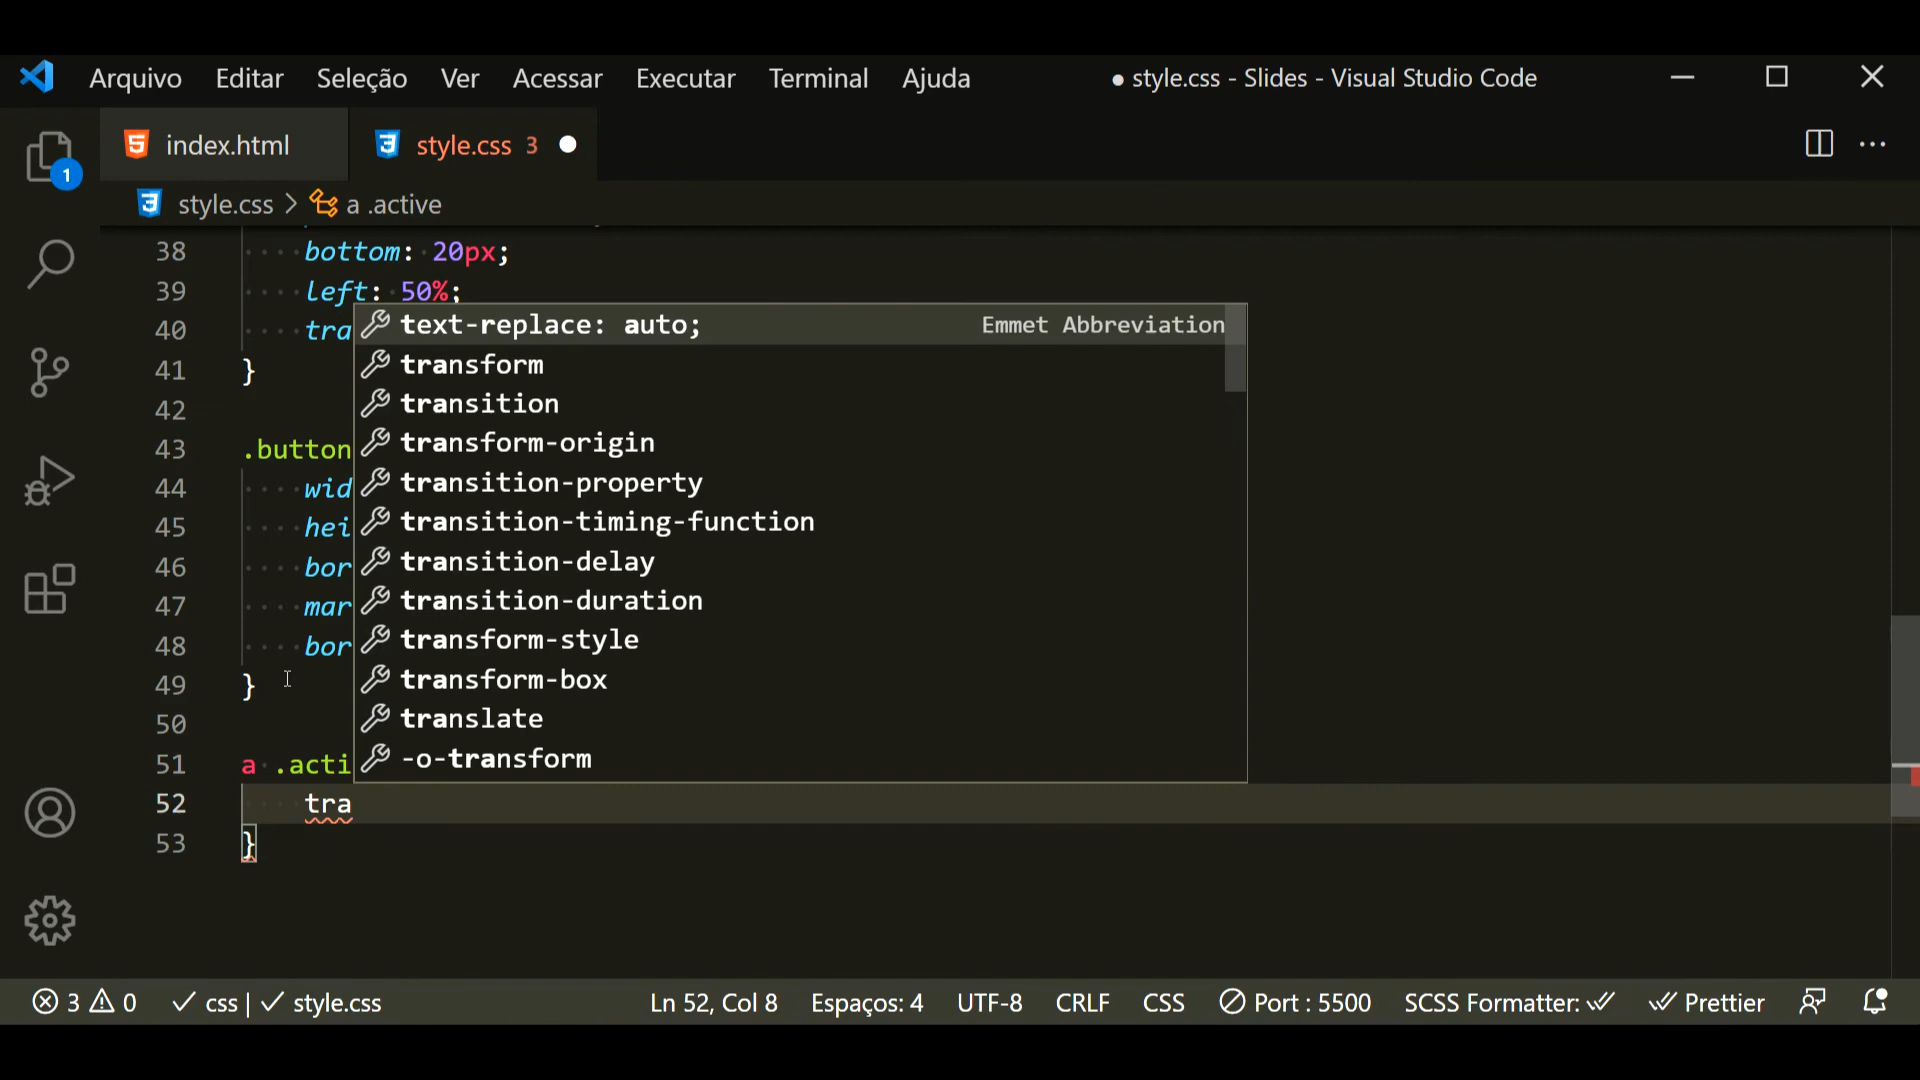 Arquivo Editar Seleção Ver Acessar Executar Terminal Ajuda ● style.css - Slides - Visual Studio Code
index.html style.css 3
1
style.css > a .active
38 bottom: 20px;
39 left: 50%;
40 tra
text-replace: auto; Emmet Abbreviation
41 }
transform
42
transition
43 .button
transform-origin
44 wid
transition-property
45 hei
transition-timing-function
46 bor
transition-delay
47 mar
transition-duration
48 bor
transform-style
49 }
transform-box
50
translate
51 a .acti
-o-transform
52 tra
53 }
3 0 css | style.css Ln 52, Col 8 Espaços: 4 UTF-8 CRLF CSS Port : 5500 SCSS Formatter: Prettier